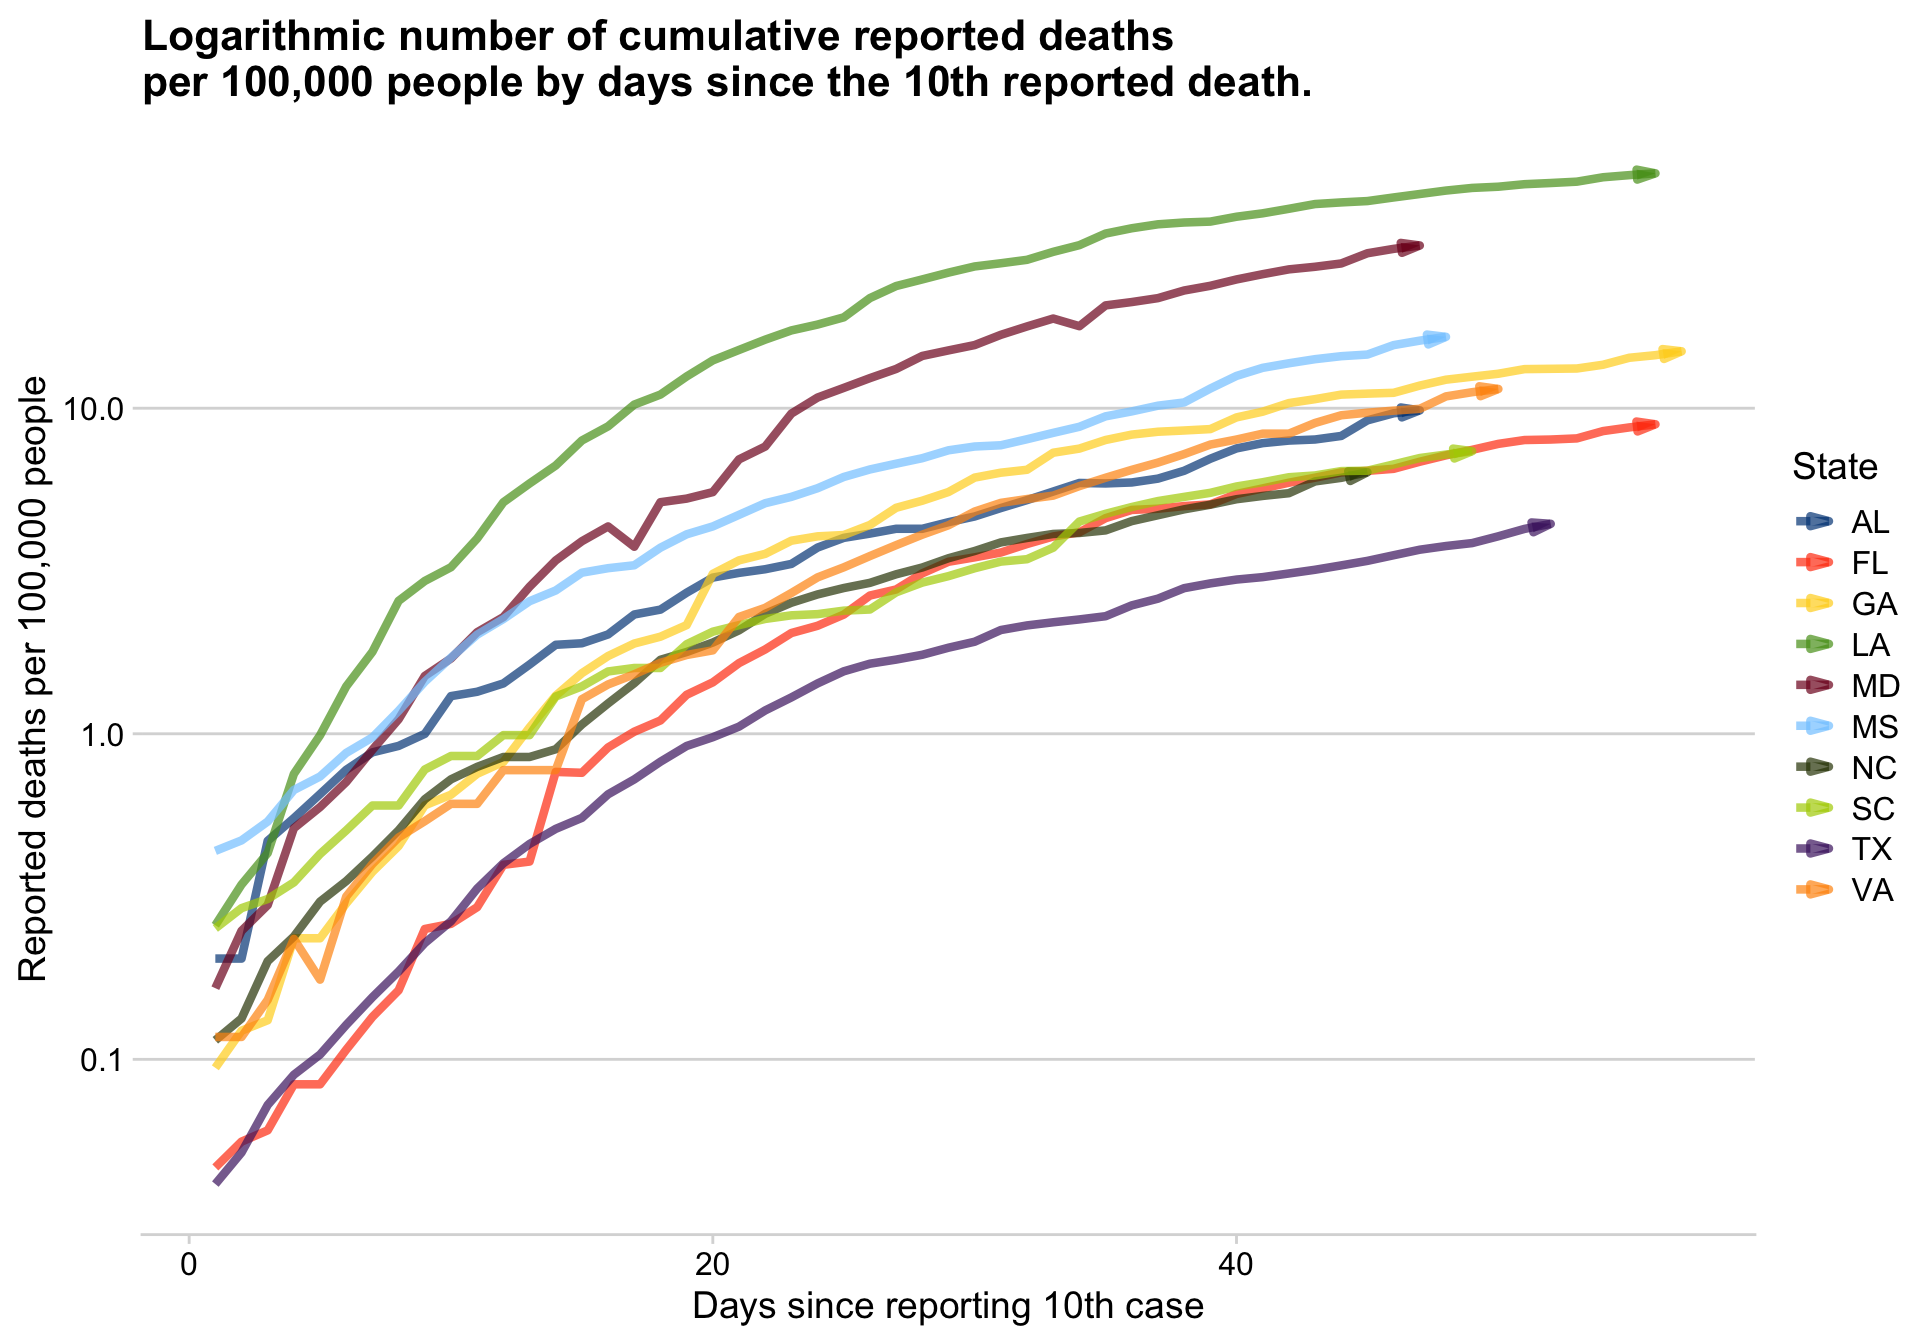 Logarithmic number of cumulative reported deaths
per 100,000 people by days since the 10th reported death.
Reported deaths per 100,000 people
10.0
1.0
0.1
0
20
40
Days since reporting 10th case
State
AL
FL
GA
LA
MD
MS
NC
SC
TX
VA